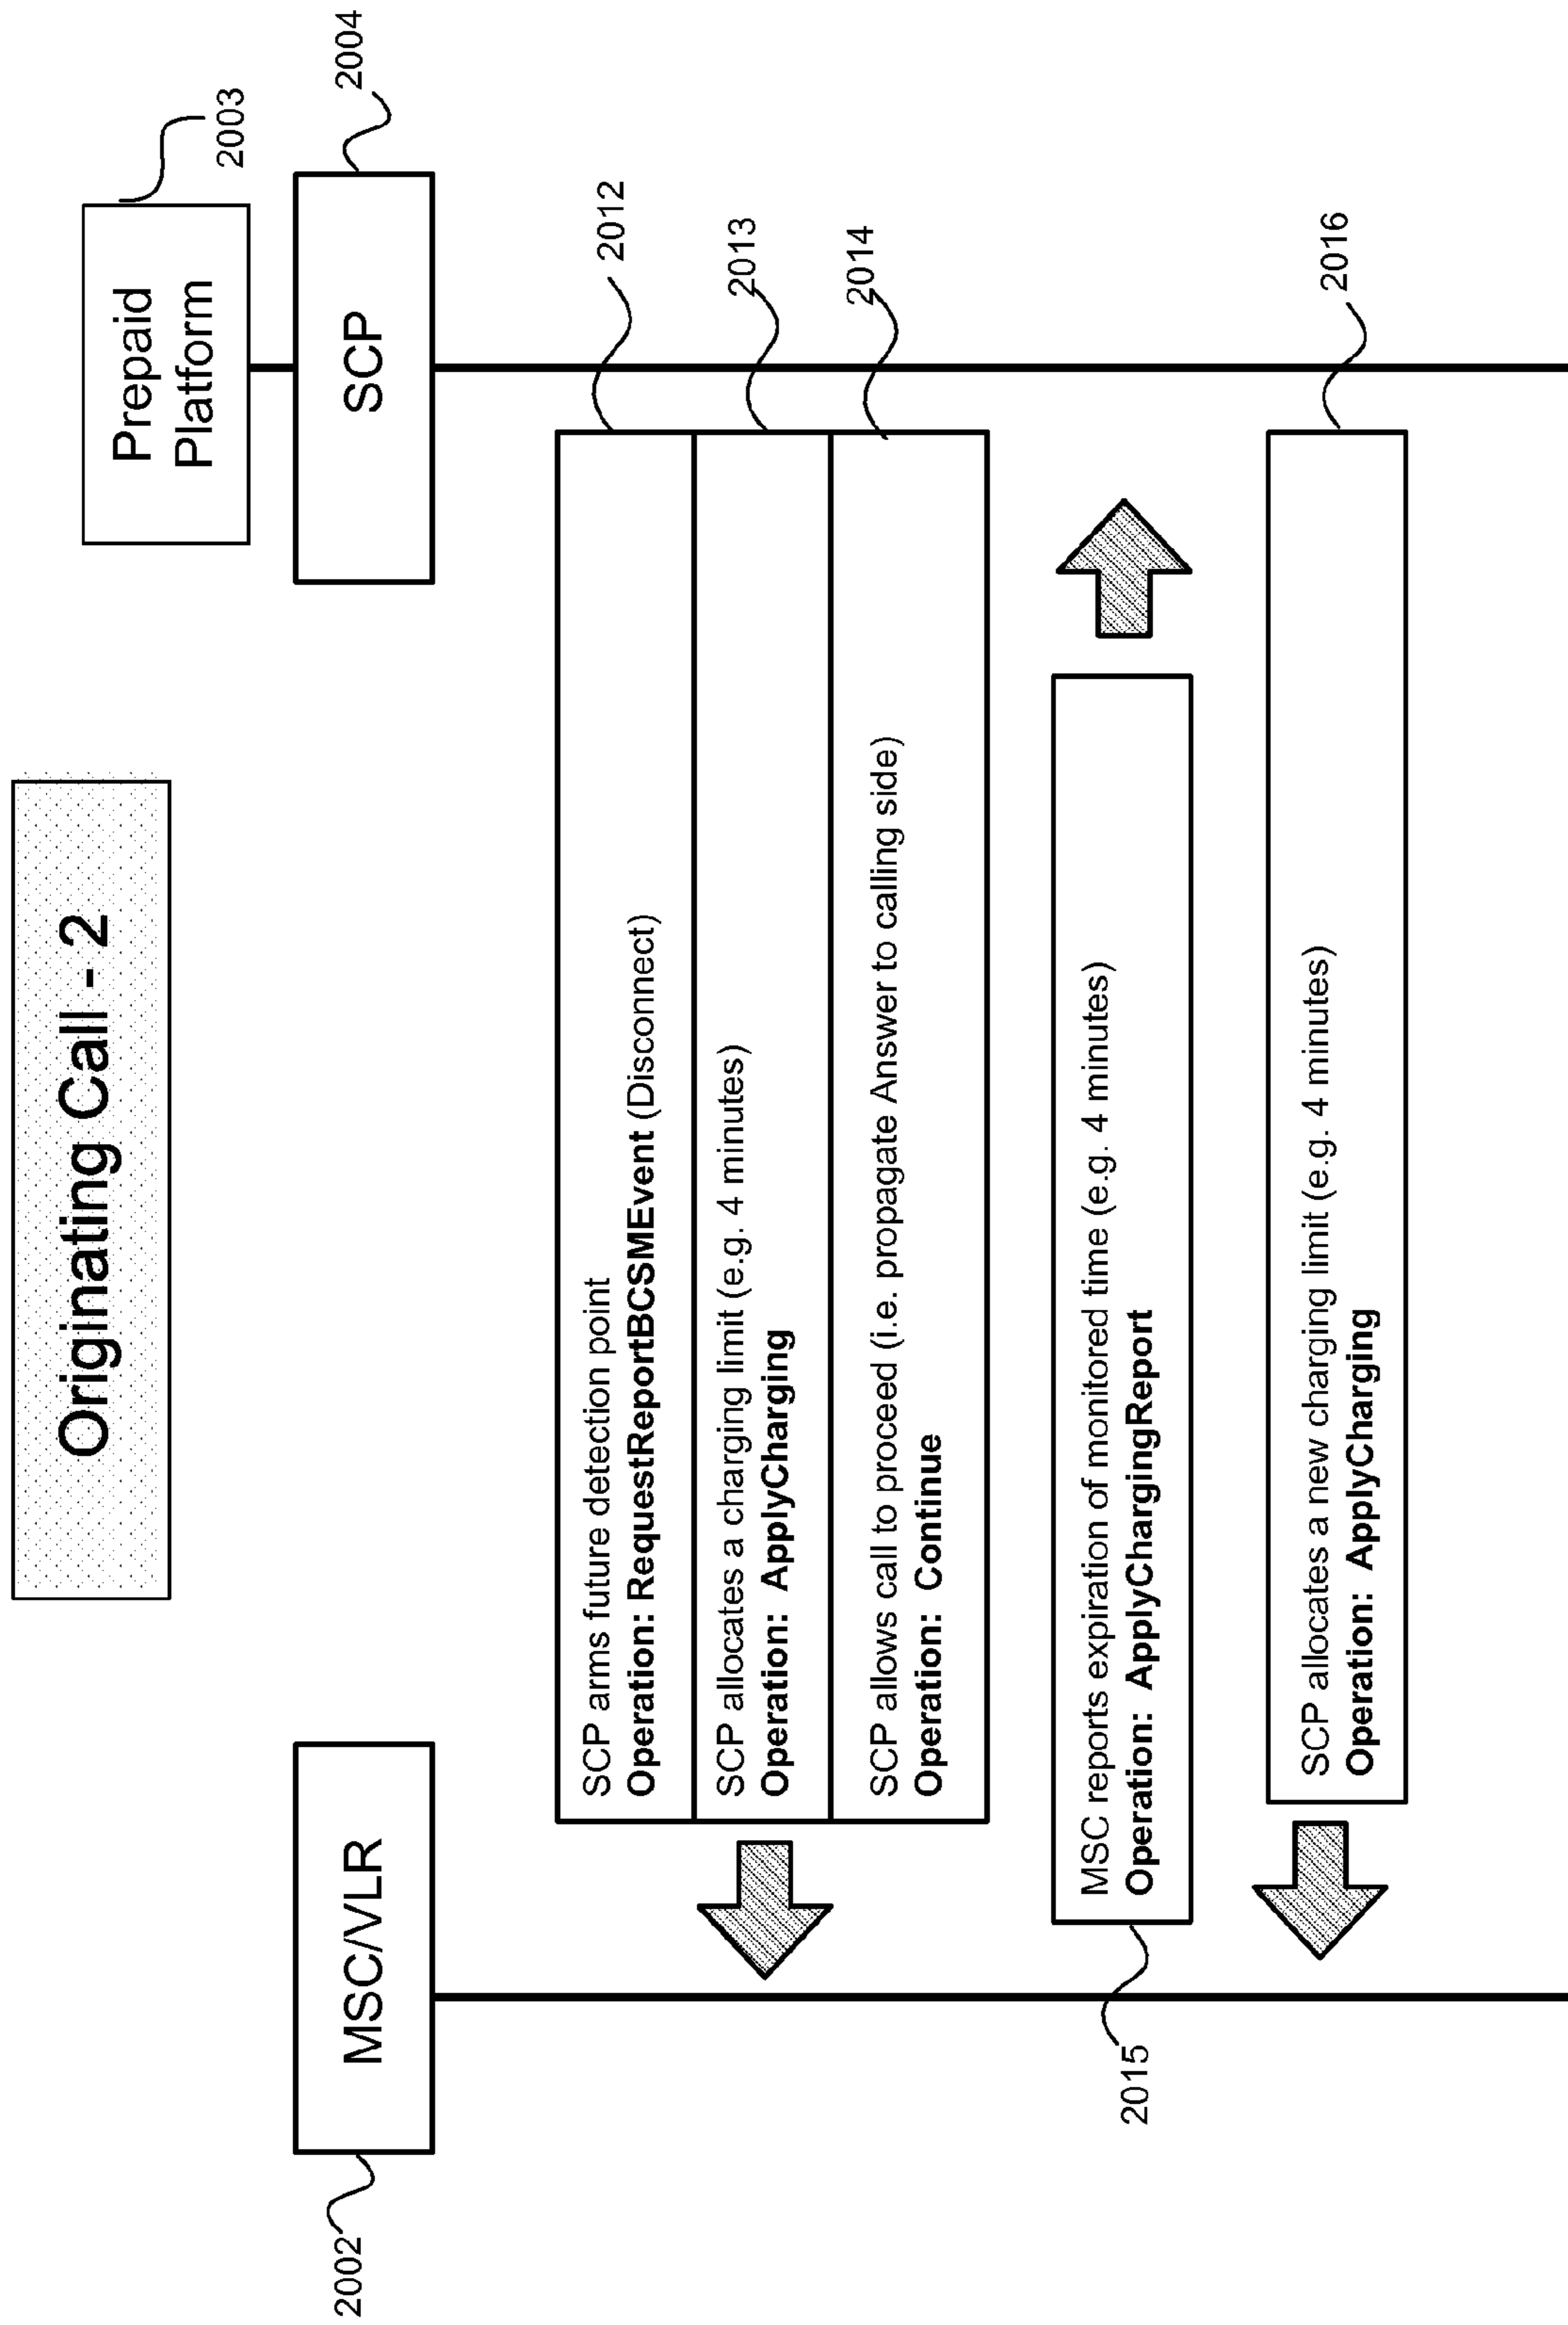 Originating Call - 2
Prepaid
Platform
2003
2002
MSC/VLR
SCP
2004
SCP arms future detection point
Operation: RequestReportBCSMEvent (Disconnect)
2012
SCP allocates a charging limit (e.g. 4 minutes)
Operation: ApplyCharging
2013
SCP allows call to proceed (i.e. propagate Answer to calling side)
Operation: Continue
2014
MSC reports expiration of monitored time (e.g. 4 minutes)
Operation: ApplyChargingReport
2015
SCP allocates a new charging limit (e.g. 4 minutes)
Operation: ApplyCharging
2016